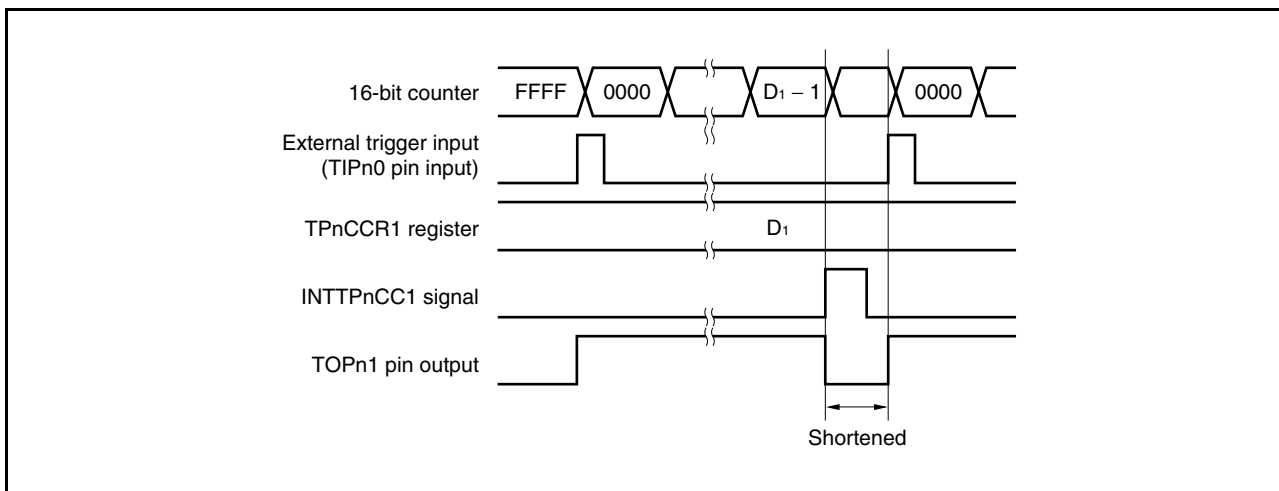 16-bit counter FFFF 0000 D₁ – 1 0000
External trigger input
(TIPn0 pin input)
TPnCCR1 register D₁
INTTPnCC1 signal
TOPn1 pin output
Shortened